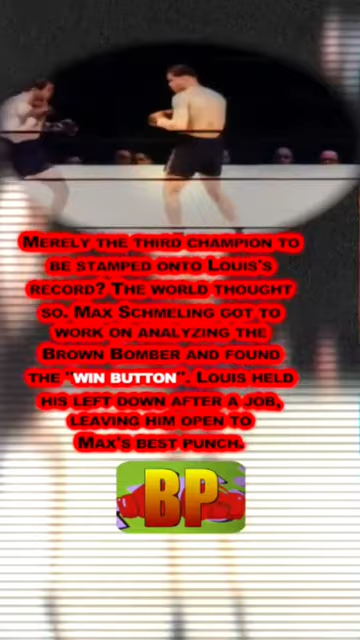 Merely the third champion to
be stamped onto Louis's
record? The world thought
so. Max Schmeling got to
work on analyzing the
Brown Bomber and found
the "win button". Louis held
his left down after a job,
leaving him open to
Max's best punch.
BP